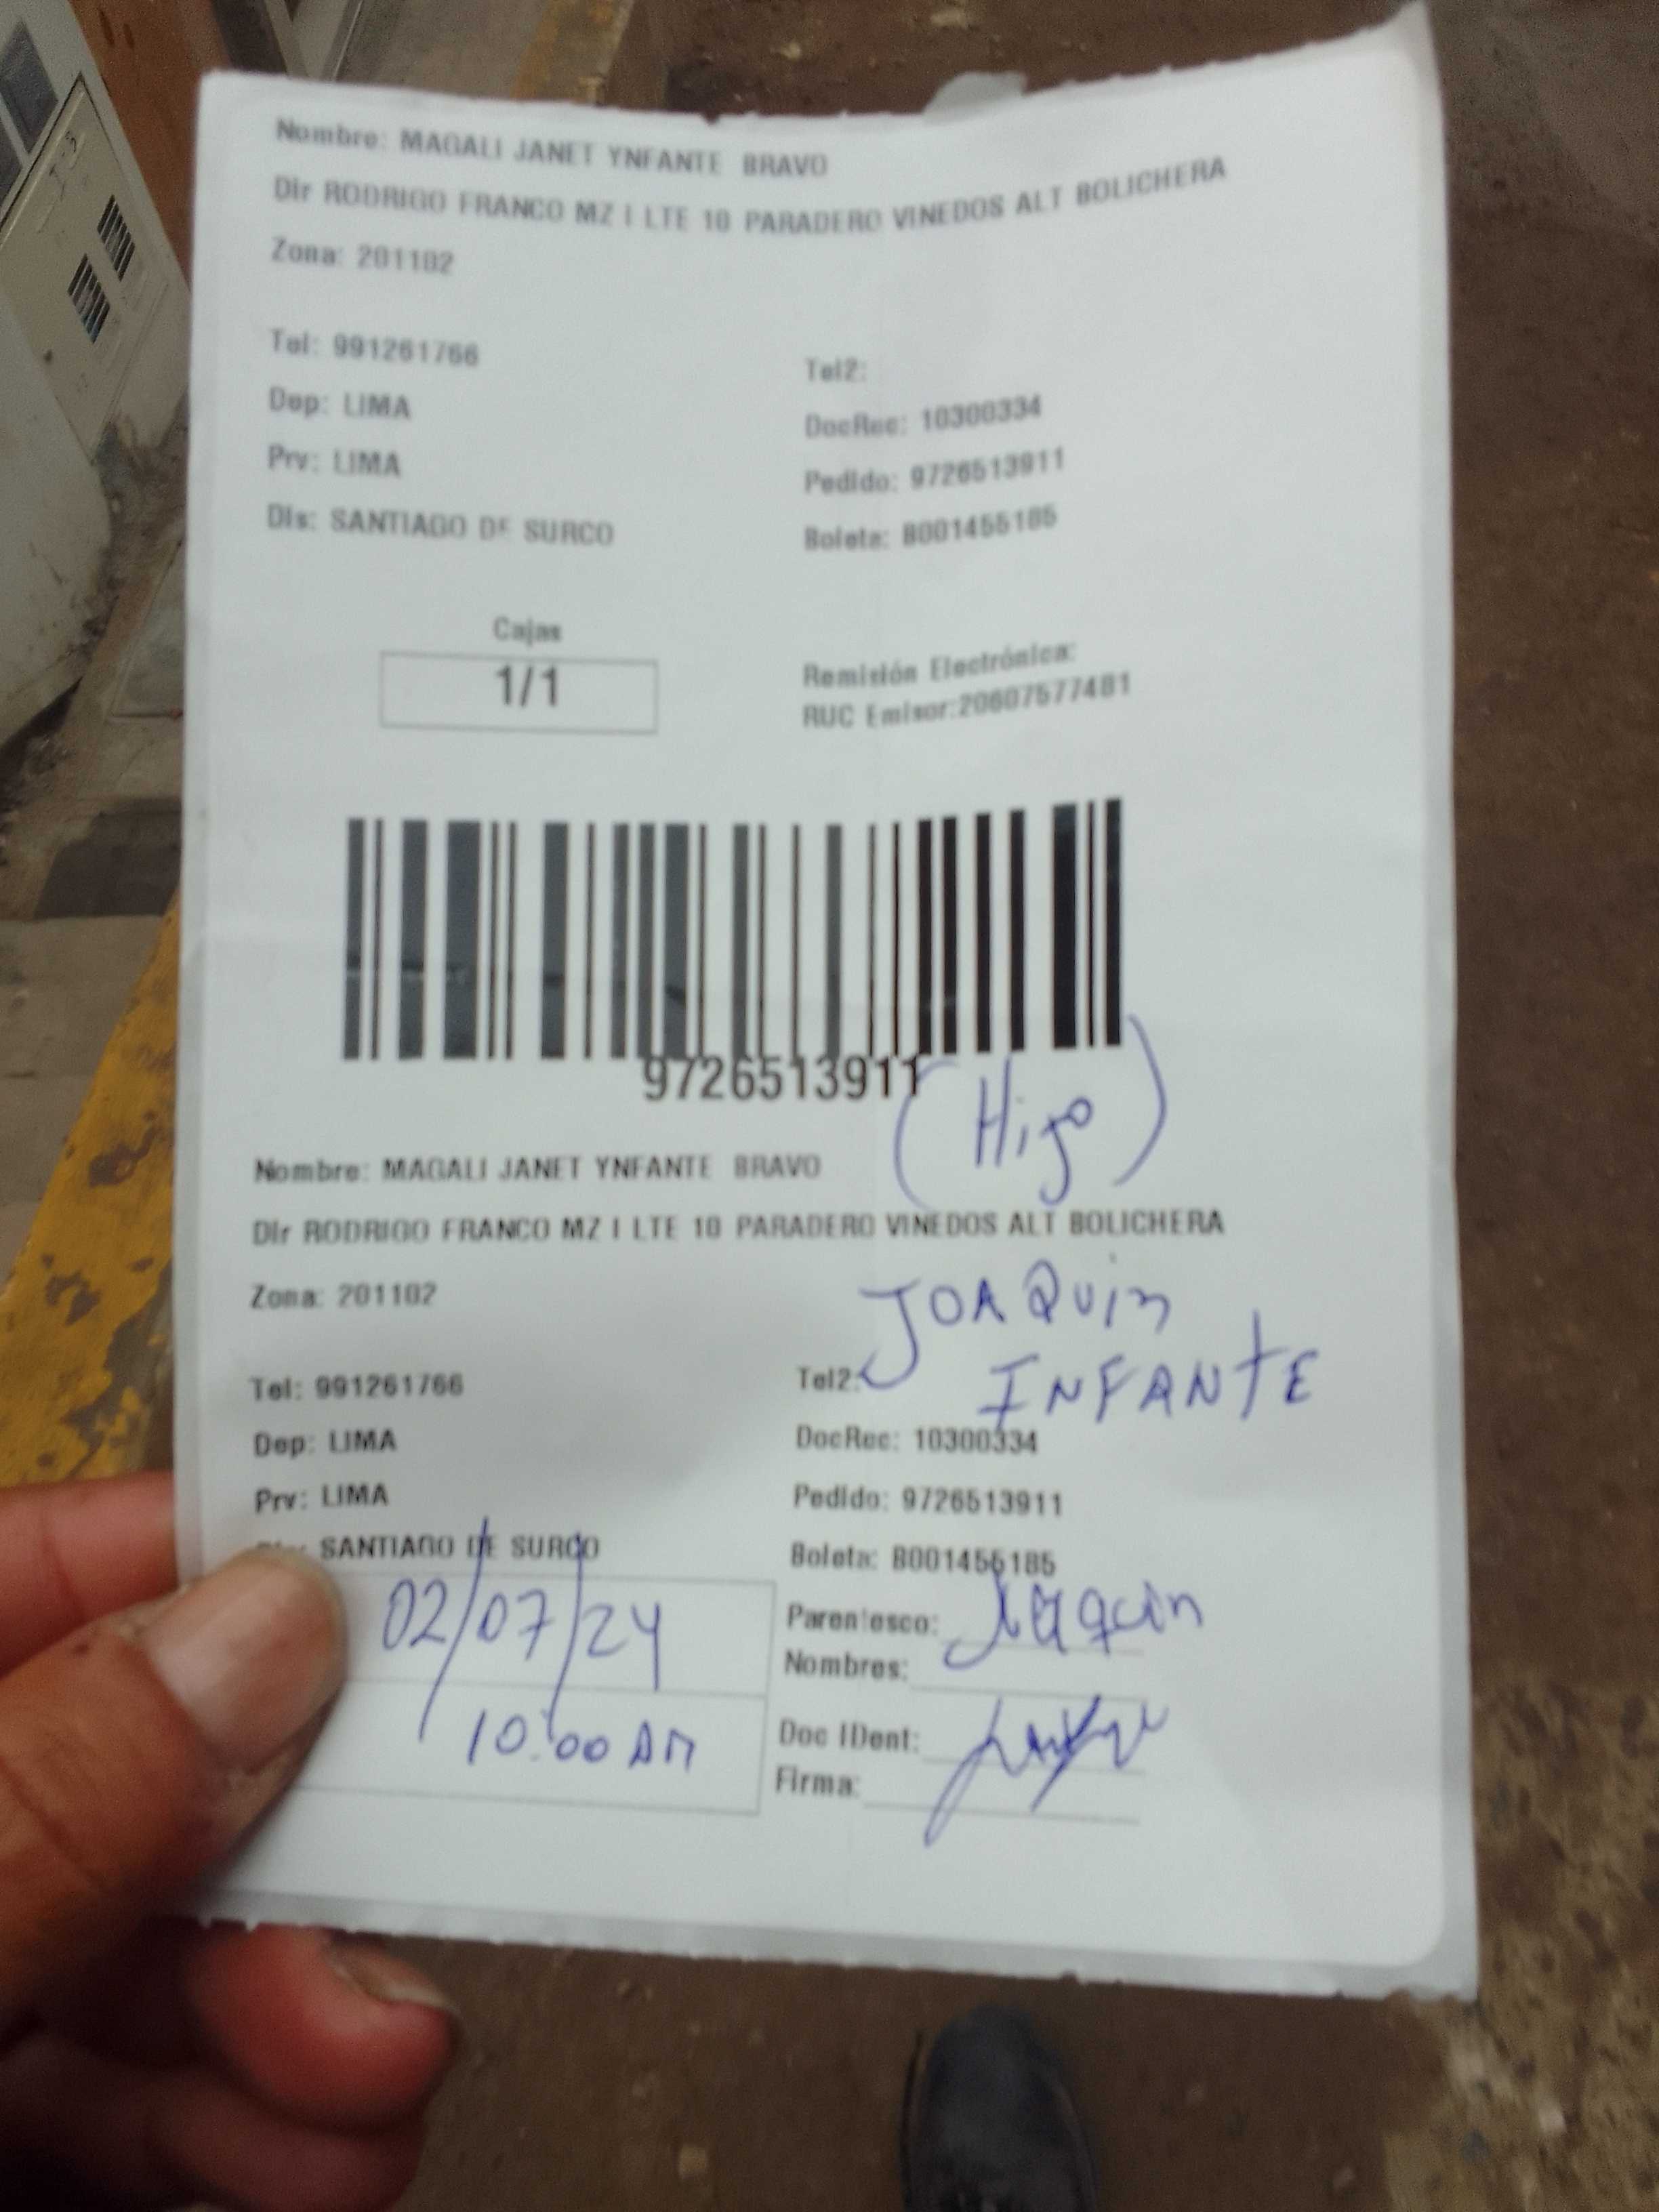 Nombre: MAGALI JANET YNFANTE BRAVO
Dir RODRIGO FRANCO MZ I LTE 10 PARADERO VINEDOS ALT BOLICHERA
Zona: 201102
Tel: 991261766
Tel2:
Dep: LIMA
DocRec: 10300334
Prv: LIMA
Pedido: 9726513911
Dis: SANTIAGO DE SURCO
Boleta: B001455185
Cajas
1/1
Remisión Electrónica:
RUC Emisor:20607577481
9726513911
(Hijo)
Nombre: MAGALI JANET YNFANTE BRAVO
Dir RODRIGO FRANCO MZ I LTE 10 PARADERO VINEDOS ALT BOLICHERA
Zona: 201102
JOAQUIN
INFANTE
Tel: 991261766
Tel2:
Dep: LIMA
DocRec: 10300334
Prv: LIMA
Pedido: 9726513911
SANTIAGO DE SURCO
Boleta: B001455185
02/07/24
Parentesco: Joaquin
Nombres:
10:00 AM
Doc IDent:
Firma: